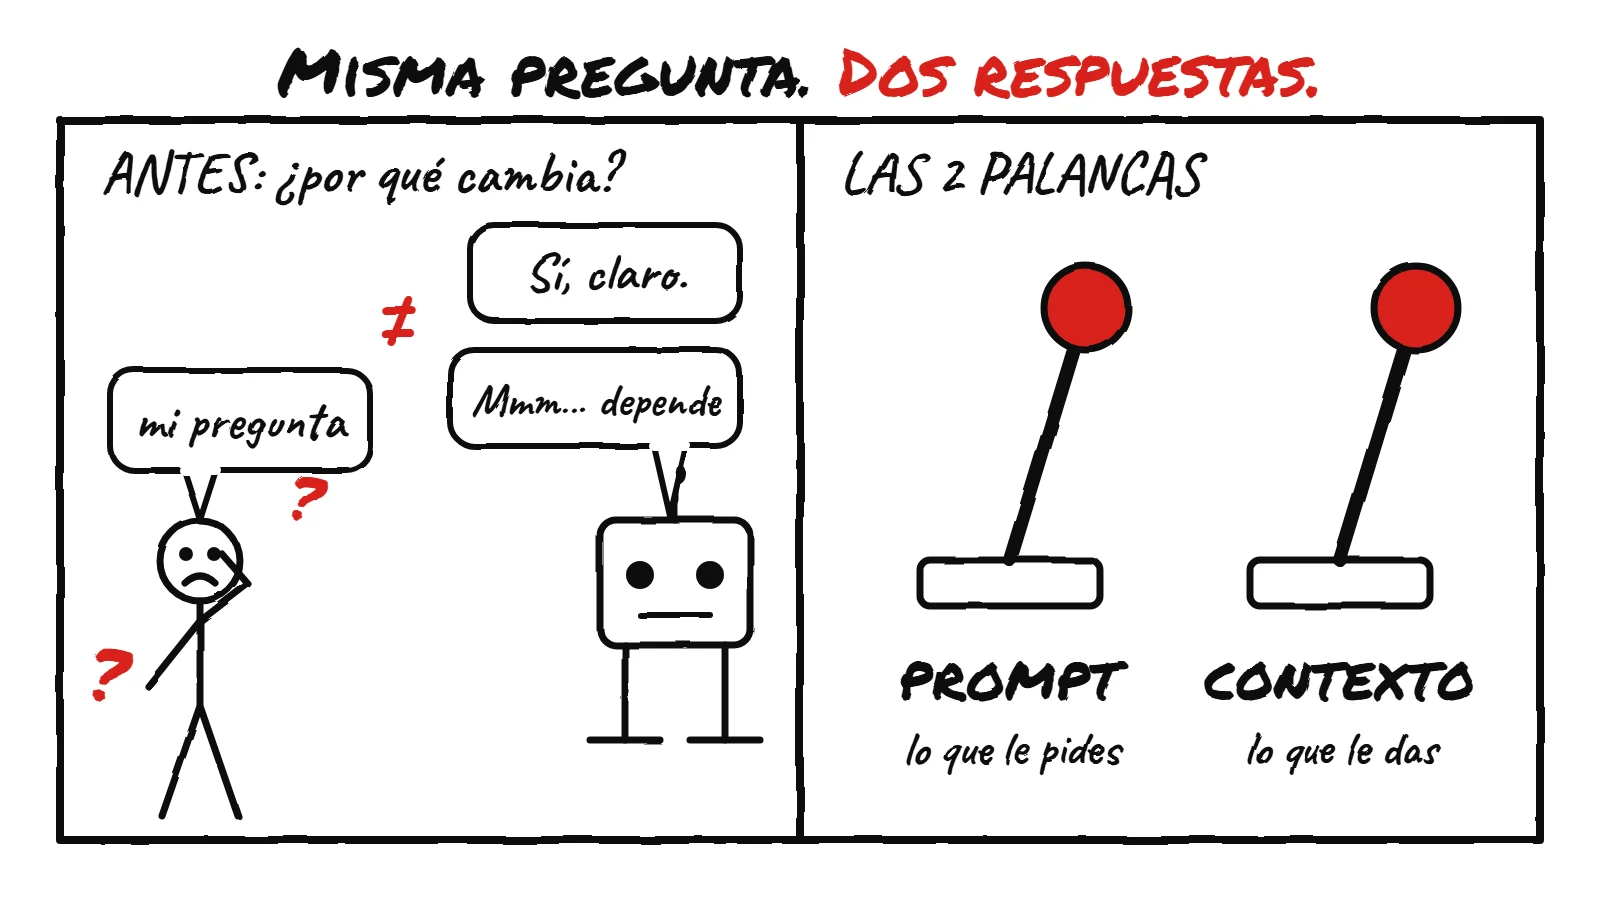 Misma pregunta. Dos respuestas.
ANTES: ¿por qué cambia?
Sí, claro.
≠
Mmm... depende
mi pregunta
?
?
LAS 2 PALANCAS
PROMPT
lo que le pides
CONTEXTO
lo que le das